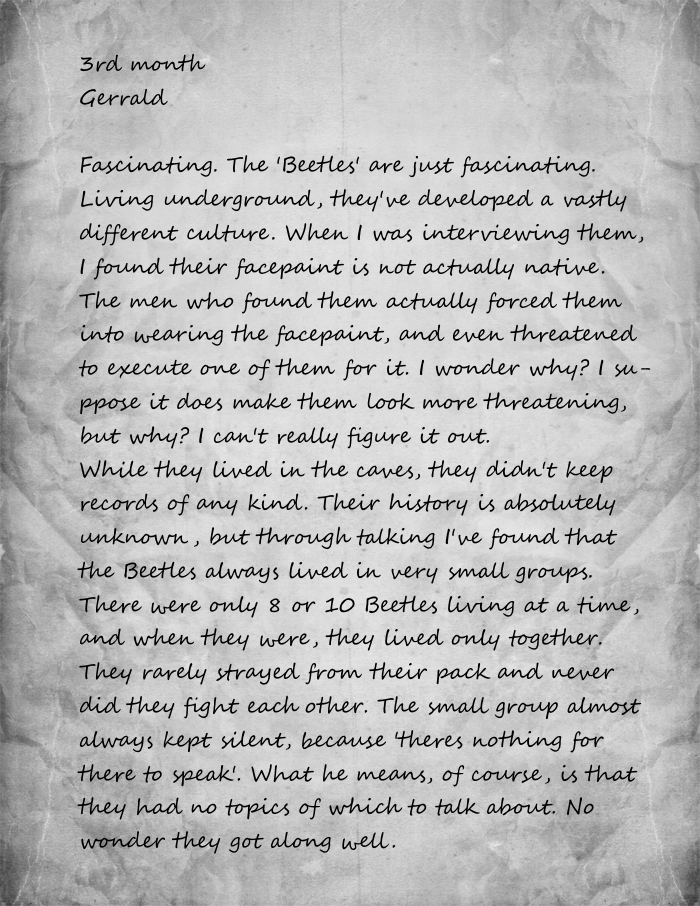 3rd month
Gerrald
Fascinating. The 'Beetles' are just fascinating.
Living underground, they've developed a vastly
different culture. When I was interviewing them,
I found their facepaint is not actually native.
The men who found them actually forced them
into wearing the facepaint, and even threatened
to execute one of them for it. I wonder why? I su-
ppose it does make them look more threatening,
but why? I can't really figure it out.
While they lived in the caves, they didn't keep
records of any kind. Their history is absolutely
unknown, but through talking I've found that
the Beetles always lived in very small groups.
There were only 8 or 10 Beetles living at a time,
and when they were, they lived only together.
They rarely strayed from their pack and never
did they fight each other. The small group almost
always kept silent, because 'theres nothing for
there to speak'. What he means, of course, is that
they had no topics of which to talk about. No
wonder they got along well.